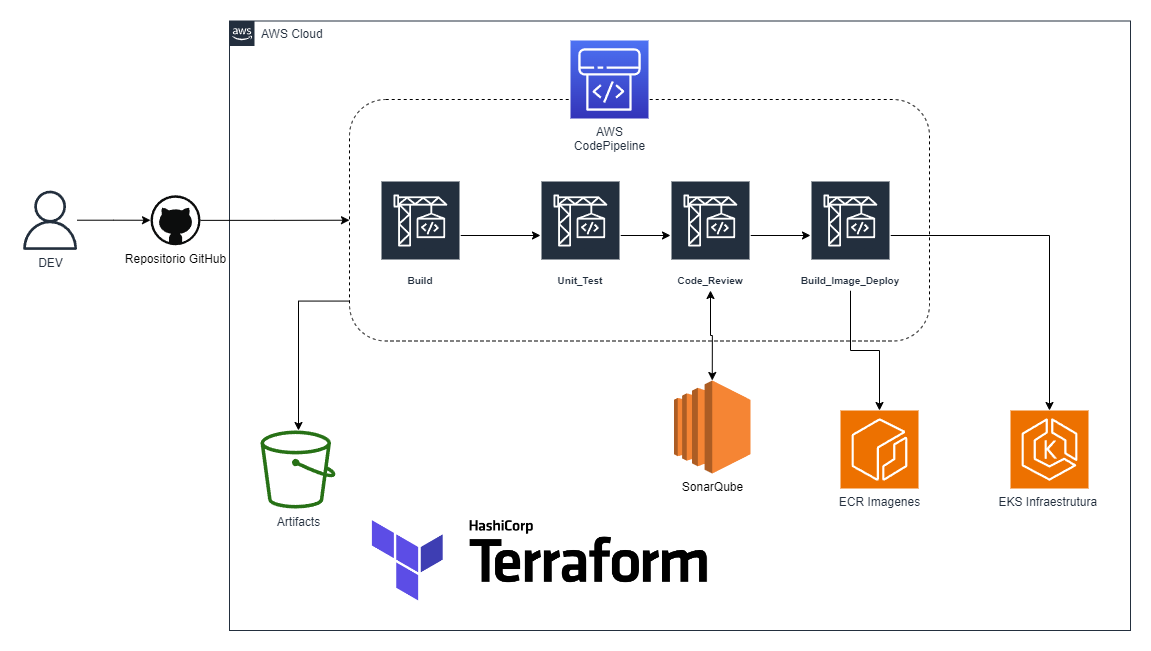 aws
AWS Cloud
AWS
CodePipeline
</>
</>
</>
</>
</>
DEV
Repositorio GitHub
Build
Unit_Test
Code_Review
Build_Image_Deploy
K
Artifacts
SonarQube
ECR Imagenes
EKS Infraestrutura
HashiCorp
Terraform